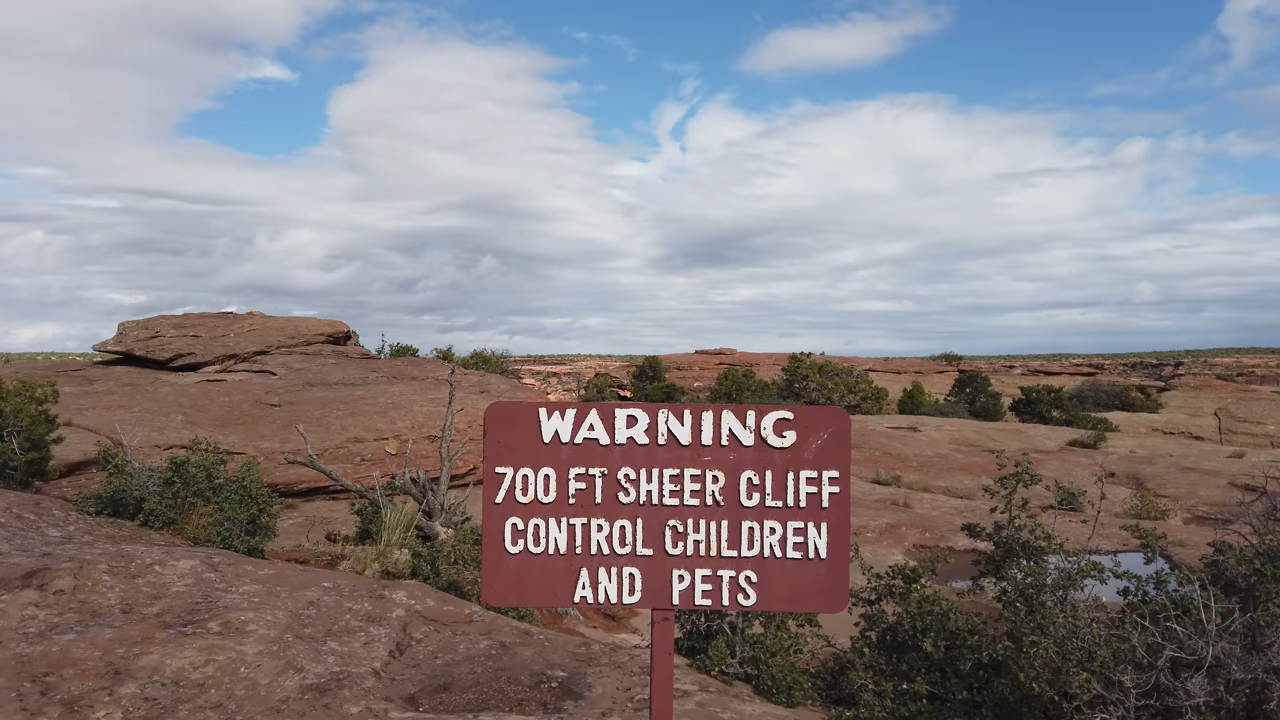 WARNING
700 FT SHEER CLIFF
CONTROL CHILDREN
AND PETS